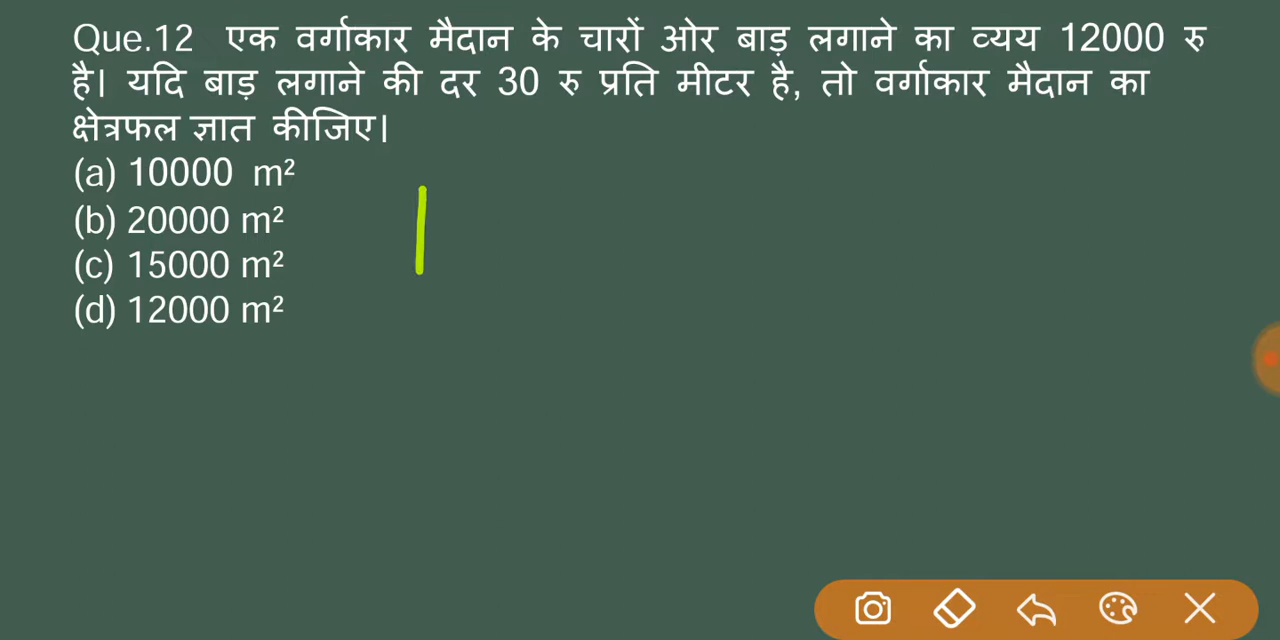 Que.12 एक वर्गाकार मैदान के चारों ओर बाड़ लगाने का व्यय 12000 रु
है। यदि बाड़ लगाने की दर 30 रु प्रति मीटर है, तो वर्गाकार मैदान का
क्षेत्रफल ज्ञात कीजिए।
(a) 10000 m²
(b) 20000 m²
(c) 15000 m²
(d) 12000 m²